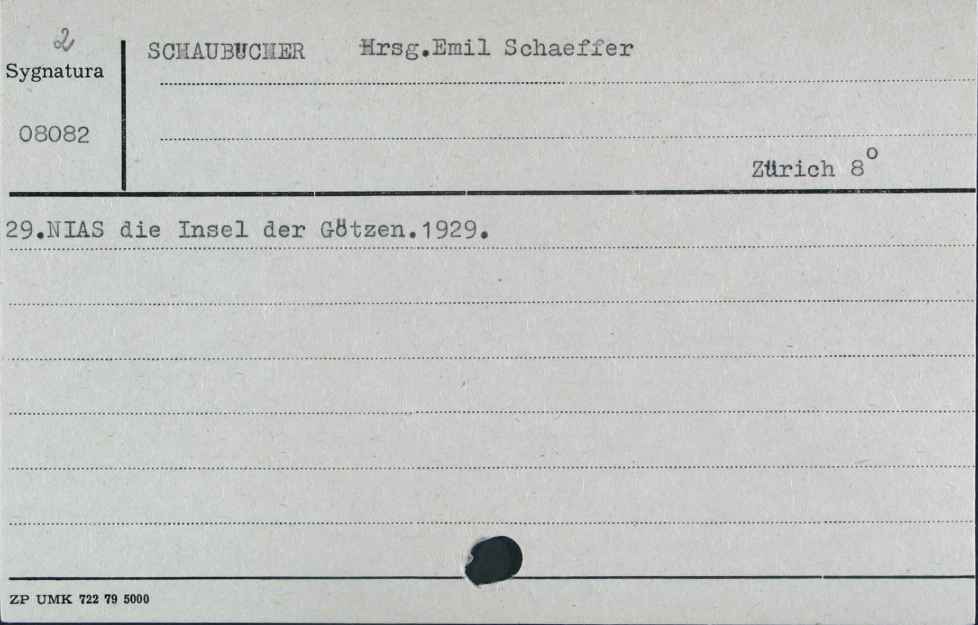 2
Sygnatura
SCHAUBÜCHER Hrsg.Emil Schaeffer
08082
Zürich 8°
29.NIAS die Insel der Götzen.1929.
ZP UMK 722 79 5000